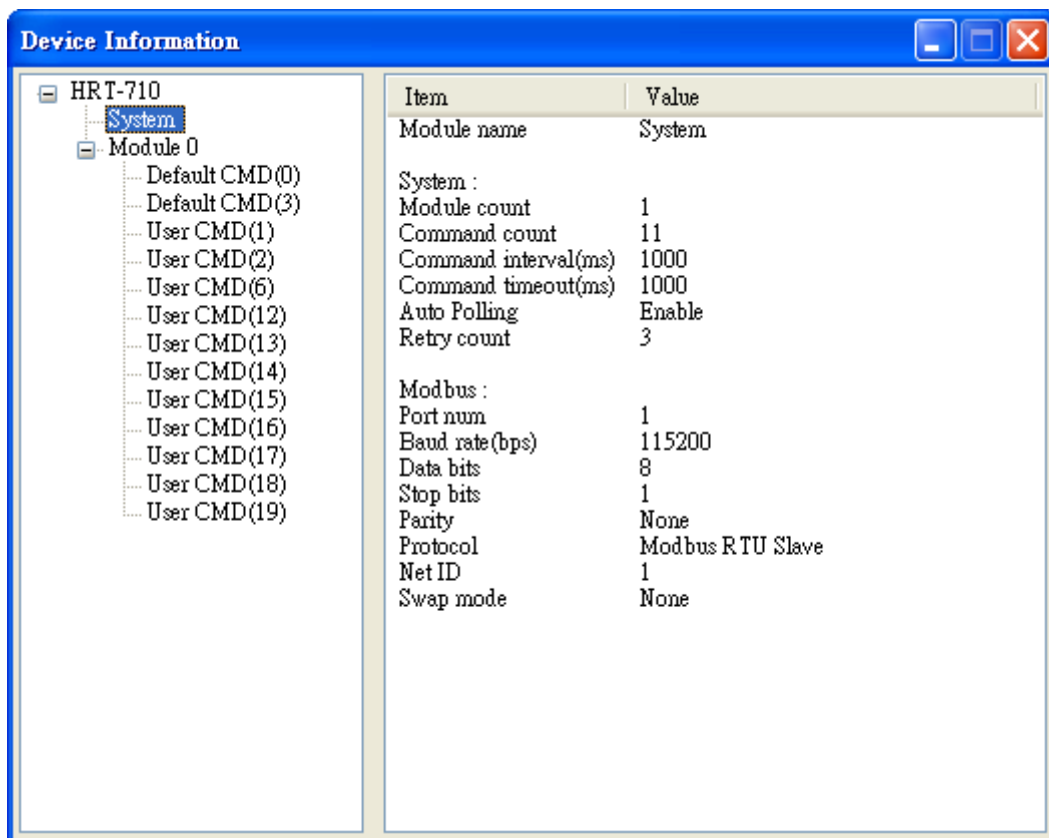 Device Information
HRT-710
System
Module 0
Default CMD(0)
Default CMD(3)
User CMD(1)
User CMD(2)
User CMD(6)
User CMD(12)
User CMD(13)
User CMD(14)
User CMD(15)
User CMD(16)
User CMD(17)
User CMD(18)
User CMD(19)
Item Value
Module name System
System :
Module count 1
Command count 11
Command interval(ms) 1000
Command timeout(ms) 1000
Auto Polling Enable
Retry count 3
Modbus :
Port num 1
Baud rate(bps) 115200
Data bits 8
Stop bits 1
Parity None
Protocol Modbus RTU Slave
Net ID 1
Swap mode None